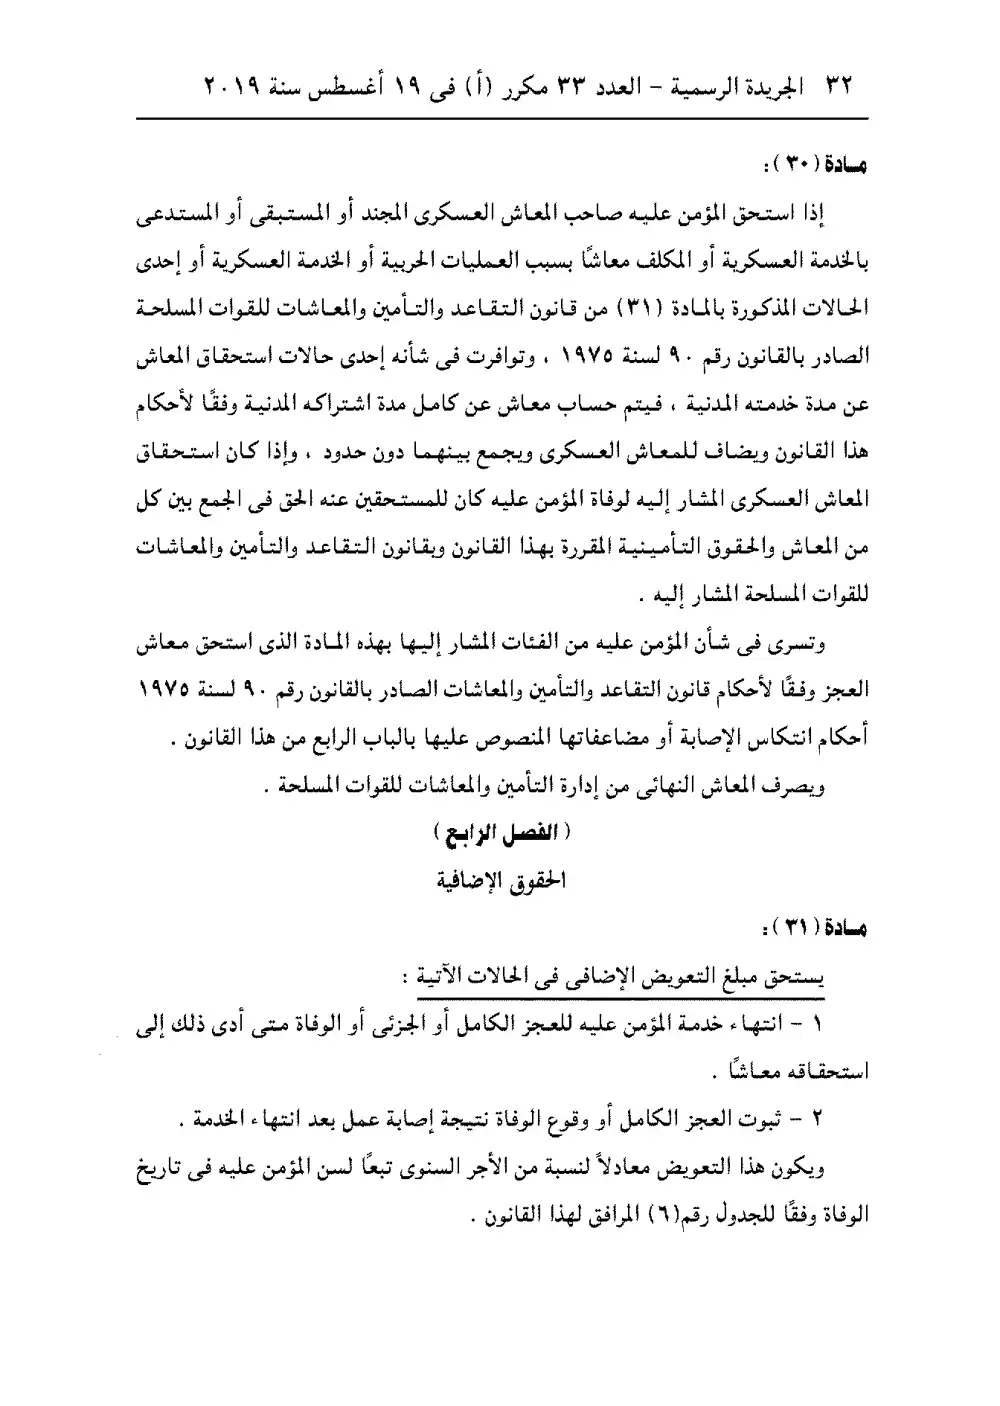 ٣٢ الجريدة الرسمية – العدد ٣٣ مكرر (أ) فى ١٩ أغسطس سنة ٢٠١٩
مـادة (٣٠) :
إذا استحق المؤمن عليه صاحب المعاش العسكرى المجند أو المستبقى أو المستدعى
بالخدمة العسكرية أو المكلف معاشًا بسبب العمليات الحربية أو الخدمة العسكرية أو إحدى
الحالات المذكورة بالمادة (٣١) من قانون التقاعد والتأمين والمعاشات للقوات المسلحة
الصادر بالقانون رقم ٩٠ لسنة ١٩٧٥ ، وتوافرت فى شأنه إحدى حالات استحقاق المعاش
عن مدة خدمته المدنية ، فيتم حساب معاش عن كامل مدة اشتراكه المدنية وفقًا لأحكام
هذا القانون ويضاف للمعاش العسكرى ويجمع بينهما دون حدود ، وإذا كان استحقاق
المعاش العسكرى المشار إليه لوفاة المؤمن عليه كان للمستحقين عنه الحق فى الجمع بين كل
من المعاش والحقوق التأمينية المقررة بهذا القانون وبقانون التقاعد والتأمين والمعاشات
للقوات المسلحة المشار إليه .
وتسرى فى شأن المؤمن عليه من الفئات المشار إليها بهذه المادة الذى استحق معاش
العجز وفقًا لأحكام قانون التقاعد والتأمين والمعاشات الصادر بالقانون رقم ٩٠ لسنة ١٩٧٥
أحكام انتكاس الإصابة أو مضاعفاتها المنصوص عليها بالباب الرابع من هذا القانون .
ويصرف المعاش النهائى من إدارة التأمين والمعاشات للقوات المسلحة .
( الفصل الرابع )
الحقوق الإضافية
مـادة (٣١) :
يستحق مبلغ التعويض الإضافى فى الحالات الآتية :
١ – انتهاء خدمة المؤمن عليه للعجز الكامل أو الجزئى أو الوفاة متى أدى ذلك إلى
استحقاقه معاشًا .
٢ – ثبوت العجز الكامل أو وقوع الوفاة نتيجة إصابة عمل بعد انتهاء الخدمة .
ويكون هذا التعويض معادلاً لنسبة من الأجر السنوى تبعًا لسن المؤمن عليه فى تاريخ
الوفاة وفقًا للجدول رقم(٦) المرافق لهذا القانون .